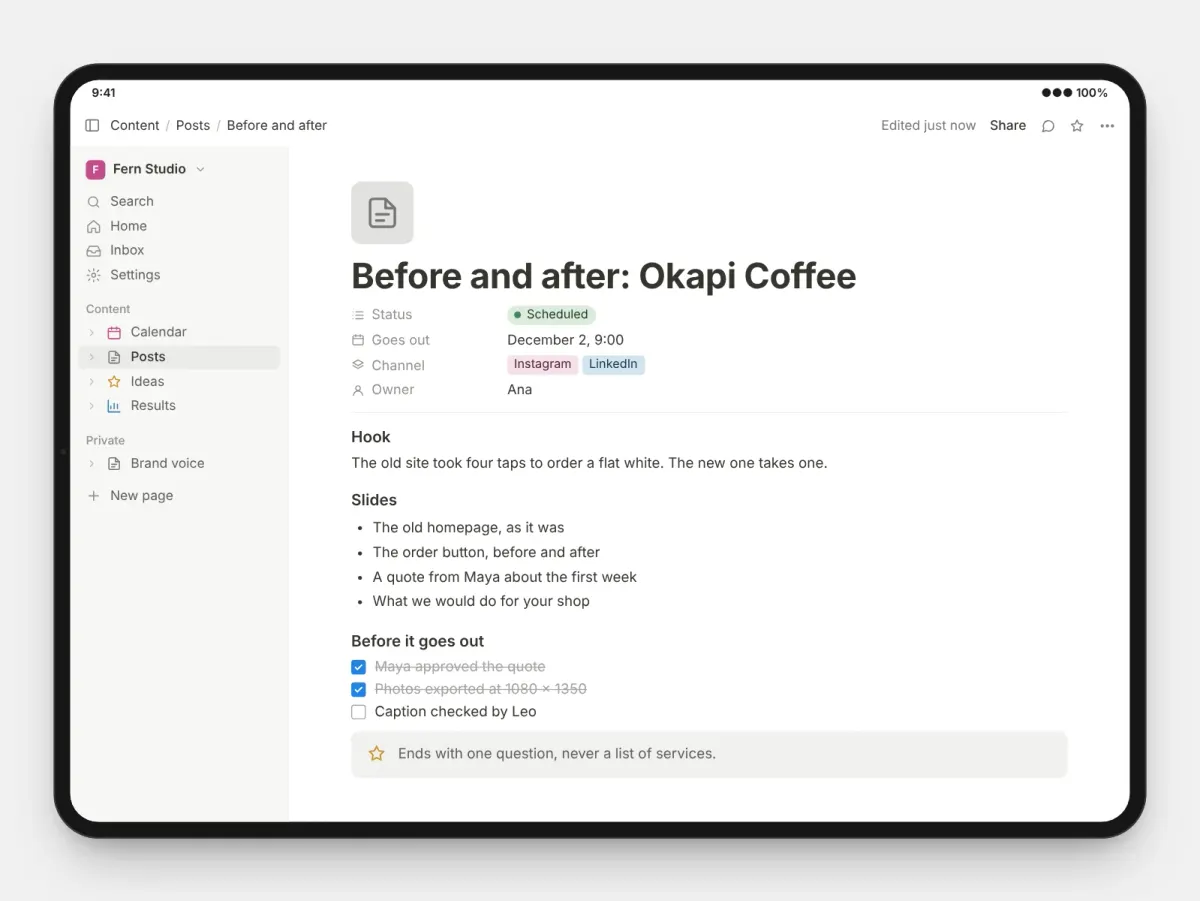 9:41
100%
Content / Posts / Before and after
Edited just now Share
F Fern Studio
Search
Home
Inbox
Settings
Content
Calendar
Posts
Ideas
Results
Private
Brand voice
New page
Before and after: Okapi Coffee
Status Scheduled
Goes out December 2, 9:00
Channel Instagram LinkedIn
Owner Ana
Hook
The old site took four taps to order a flat white. The new one takes one.
Slides
• The old homepage, as it was
• The order button, before and after
• A quote from Maya about the first week
• What we would do for your shop
Before it goes out
Maya approved the quote
Photos exported at 1080 × 1350
Caption checked by Leo
Ends with one question, never a list of services.